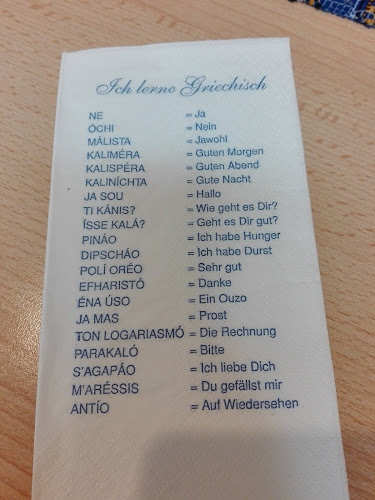 Ich lerne Griechisch
NE = Ja
ÓCHI = Nein
MÁLISTA = Jawohl
KALIMÉRA = Guten Morgen
KALISPÉRA = Guten Abend
KALINÍCHTA = Gute Nacht
JA SOU = Hallo
TI KÁNIS? = Wie geht es Dir?
ÍSSE KALÁ? = Geht es Dir gut?
PINÁO = Ich habe Hunger
DIPSCHÁO = Ich habe Durst
POLÍ ORÉO = Sehr gut
EFHARISTÓ = Danke
ÉNA ÚSO = Ein Ouzo
JA MAS = Prost
TON LOGARIASMÓ = Die Rechnung
PARAKALÓ = Bitte
S'AGAPÁO = Ich liebe Dich
M'ARÉSSIS = Du gefällst mir
ANTÍO = Auf Wiedersehen